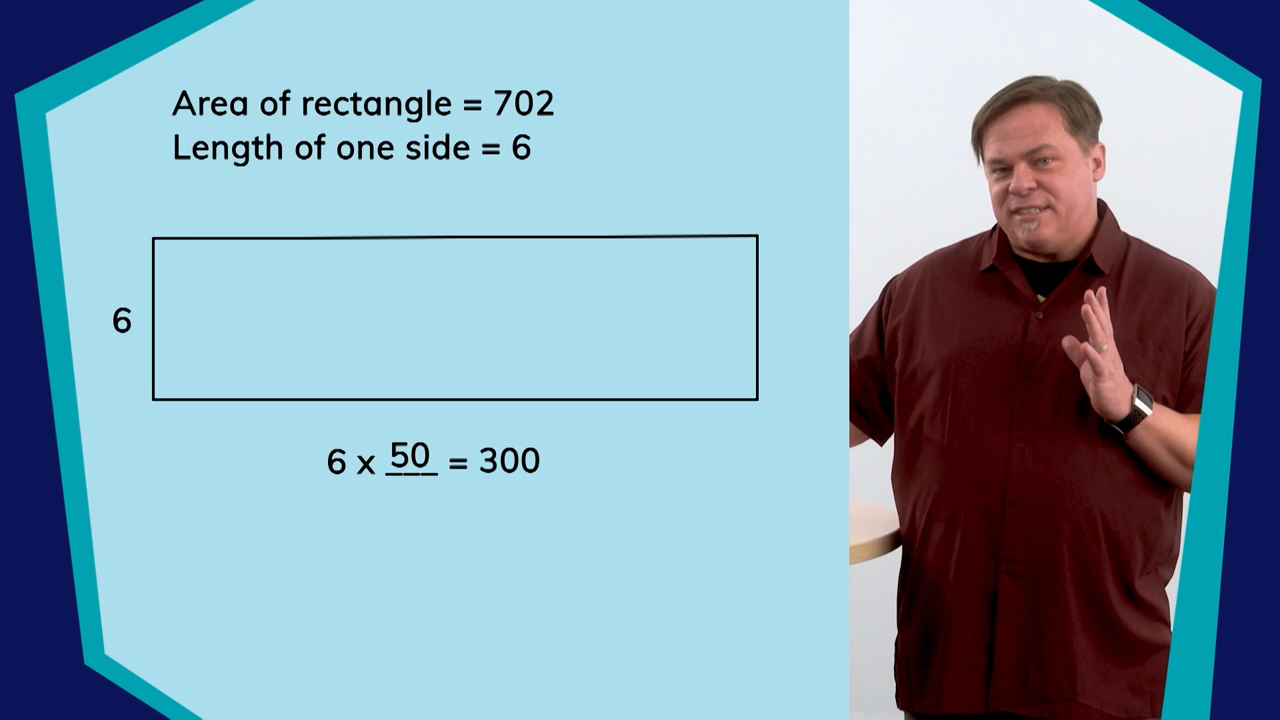 Area of rectangle = 702
Length of one side = 6
6
6 x 50 = 300